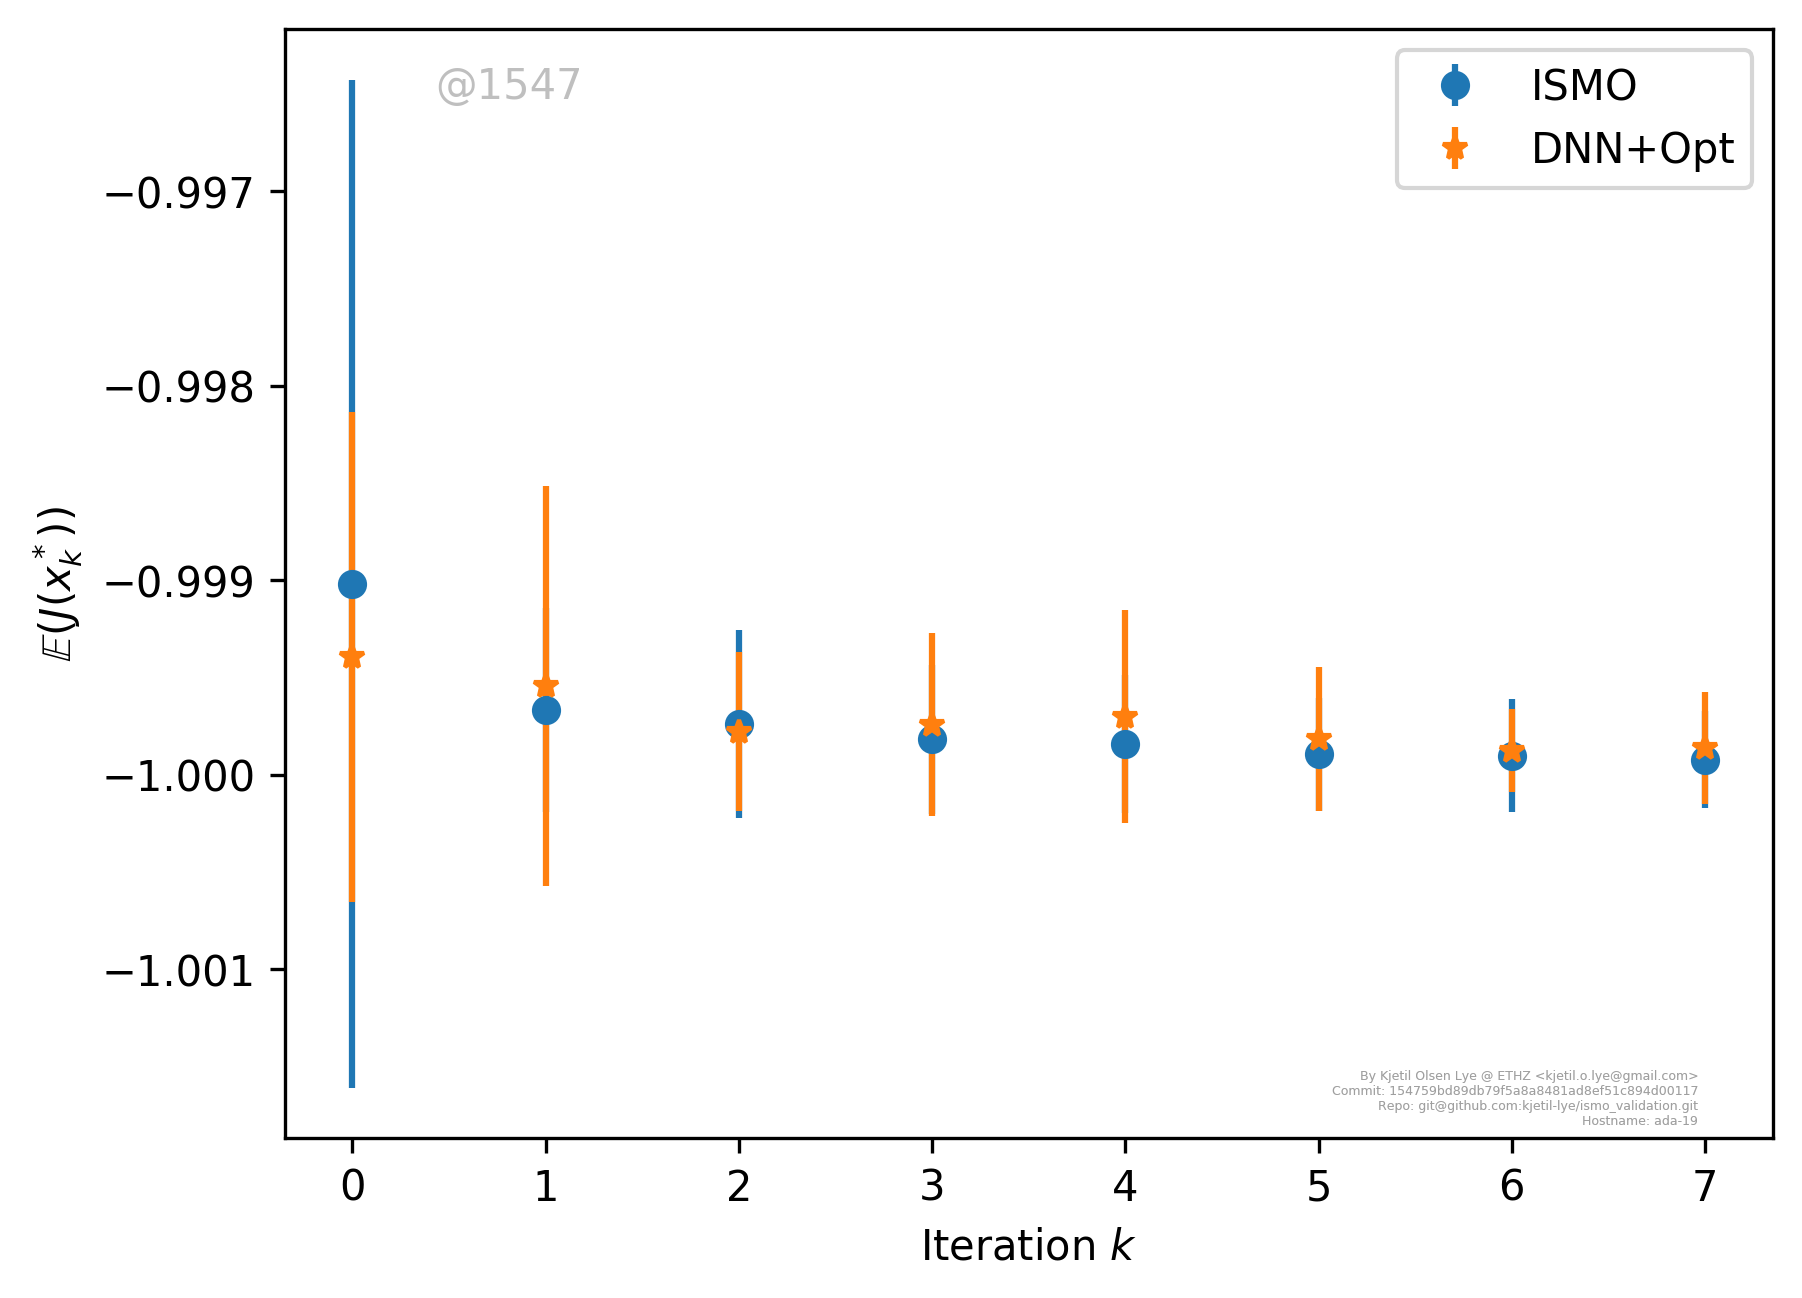 @1547
ISMO
DNN+Opt
−0.997
−0.998
−0.999
−1.000
−1.001
𝔼(J(x*k))
0 1 2 3 4 5 6 7
Iteration k
By Kjetil Olsen Lye @ ETHZ <kjetil.o.lye@gmail.com>
Commit: 154759bd89db79f5a8a8481ad8ef51c894d00117
Repo: git@github.com:kjetil-lye/ismo_validation.git
Hostname: ada-19